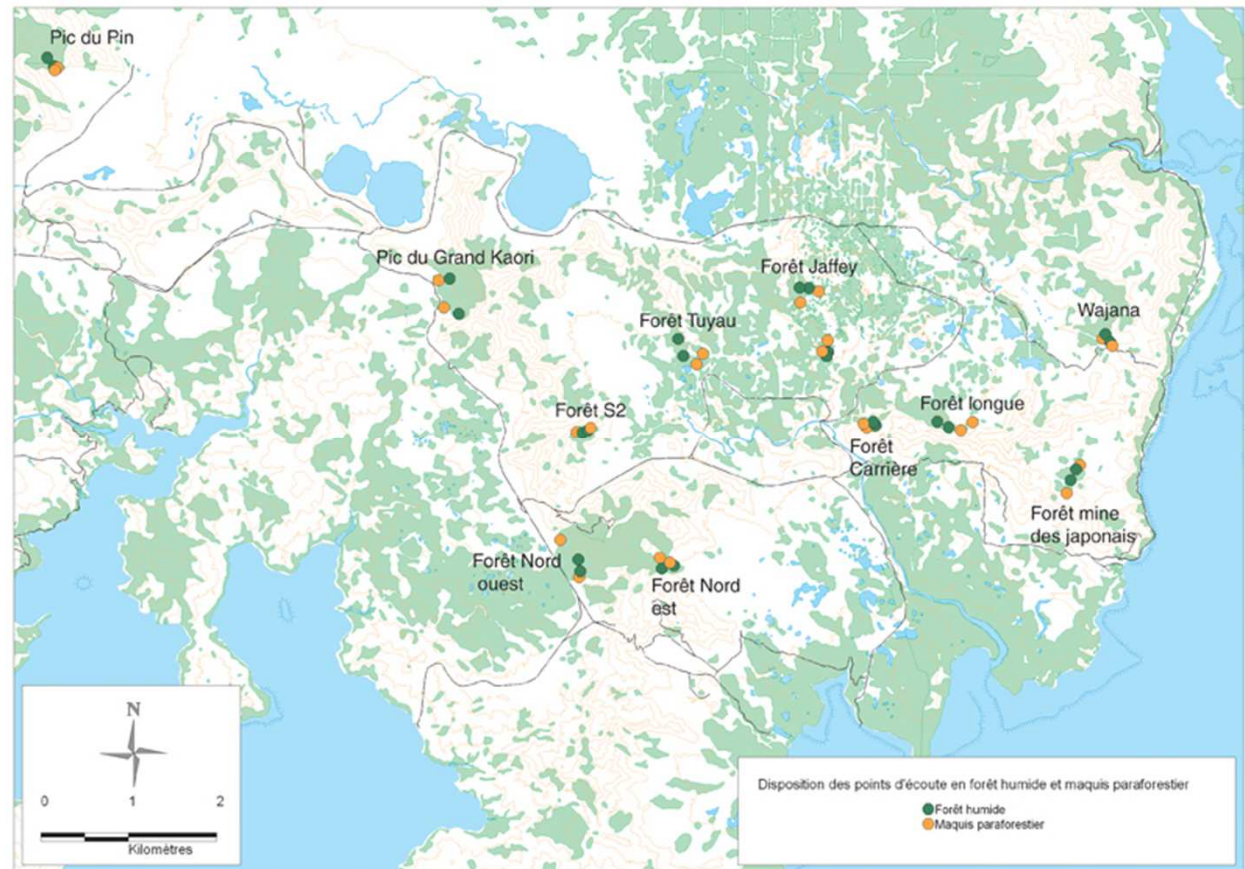 Pic du Pin
Pic du Grand Kaori
Forêt Jaffey
Forêt Tuyau
Wajana
Forêt S2
Forêt longue
Forêt
Carrière
Forêt mine
des japonais
Forêt Nord
ouest
Forêt Nord
est
N
0 1 2
Kilomètres
Disposition des points d'écoute en forêt humide et maquis paraforestier
Forêt humide
Maquis paraforestier